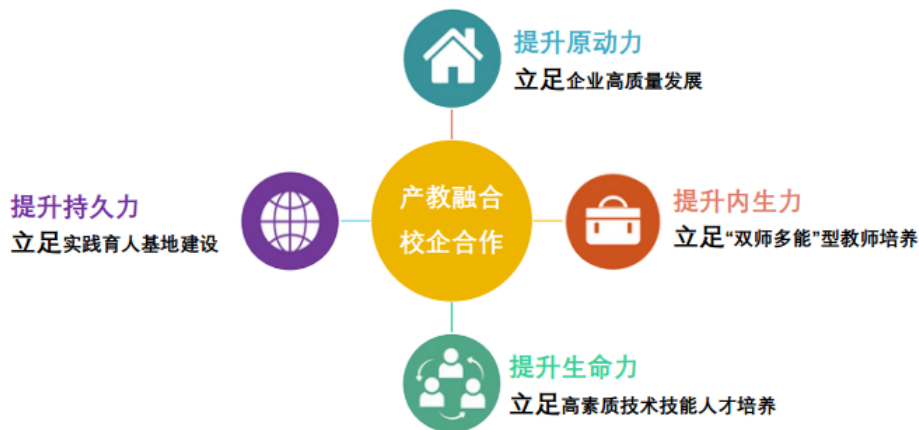 提升原动力
立足企业高质量发展
产教融合
校企合作
提升持久力
立足实践育人基地建设
提升内生力
立足“双师多能”型教师培养
提升生命力
立足高素质技术技能人才培养